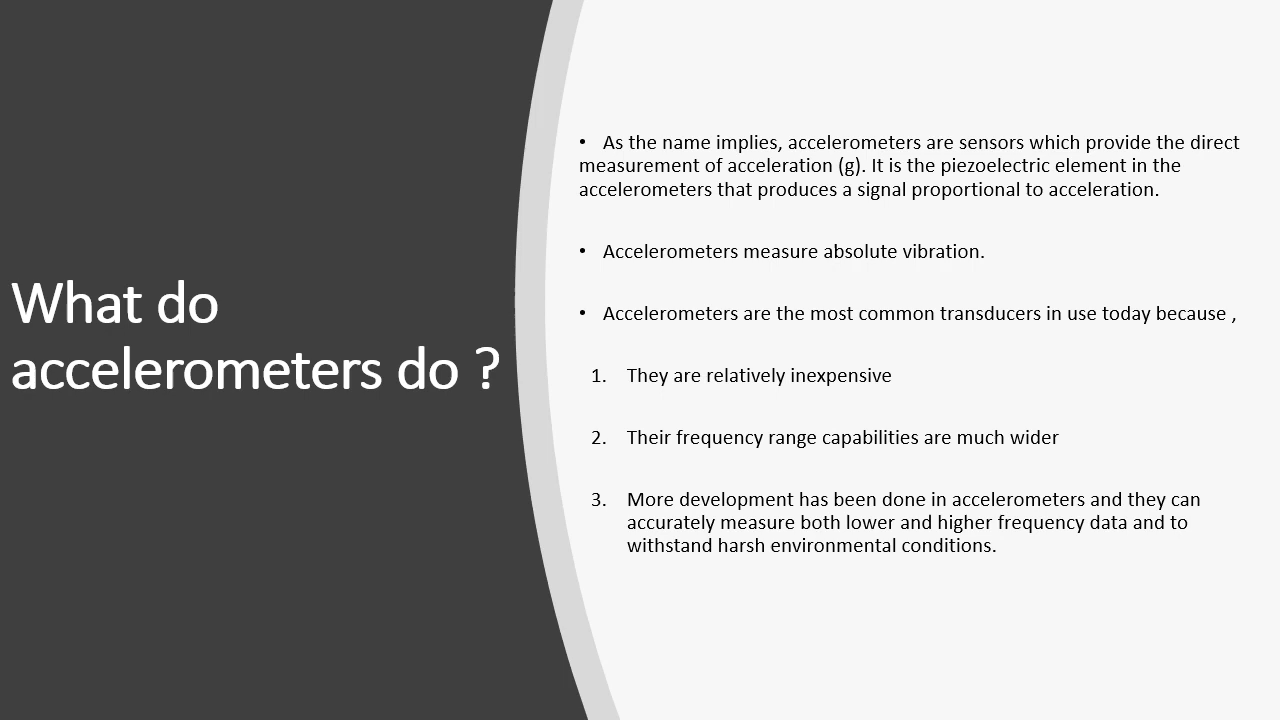 What do
accelerometers do ?
• As the name implies, accelerometers are sensors which provide the direct
measurement of acceleration (g). It is the piezoelectric element in the
accelerometers that produces a signal proportional to acceleration.
• Accelerometers measure absolute vibration.
• Accelerometers are the most common transducers in use today because ,
1. They are relatively inexpensive
2. Their frequency range capabilities are much wider
3. More development has been done in accelerometers and they can
accurately measure both lower and higher frequency data and to
withstand harsh environmental conditions.